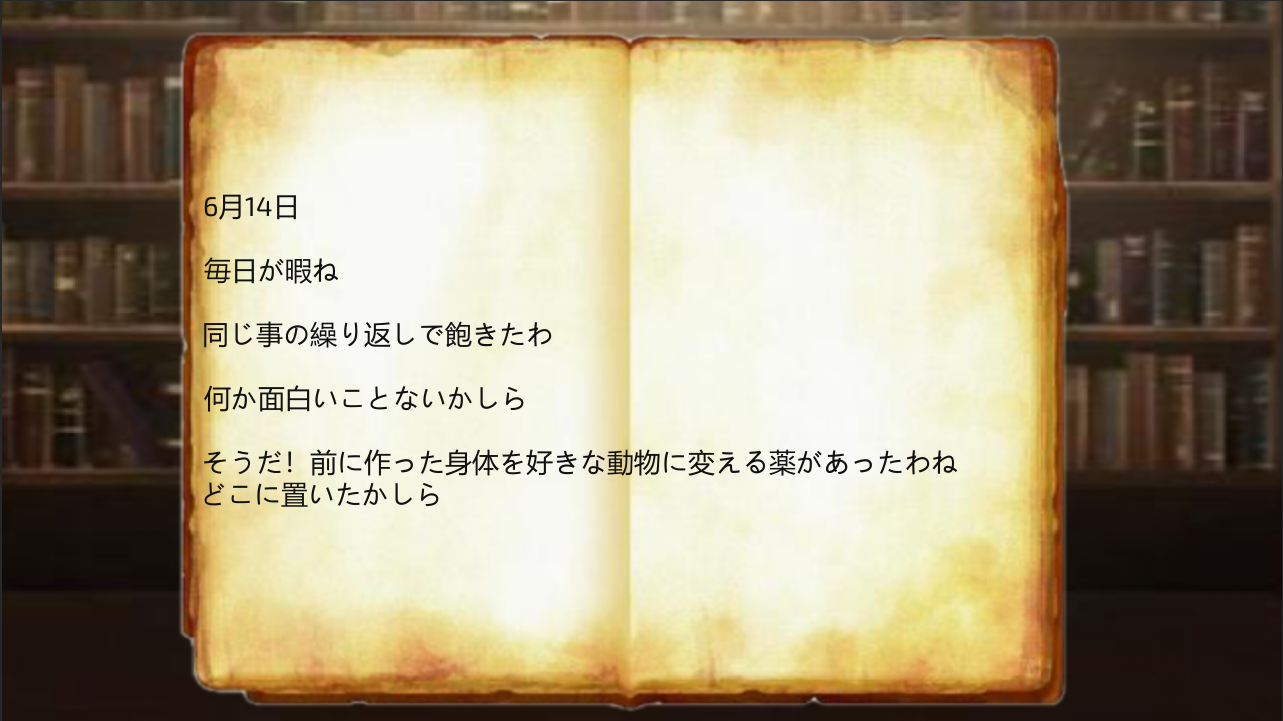 6月14日
毎日が暇ね
同じ事の繰り返しで飽きたわ
何か面白いことないかしら
そうだ！前に作った身体を好きな動物に変える薬があったわね
どこに置いたかしら